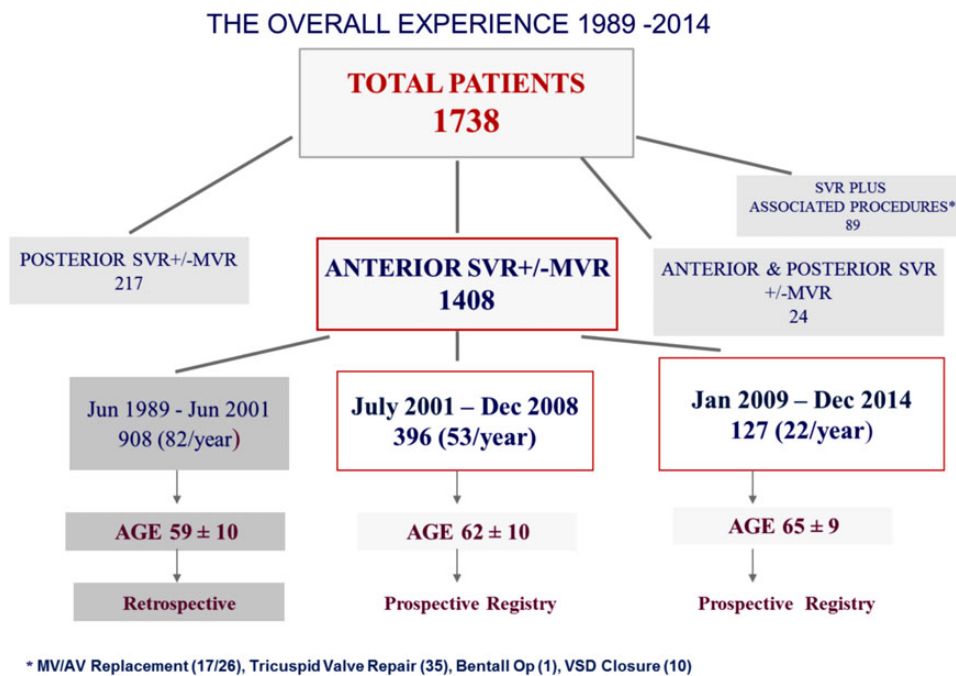 THE OVERALL EXPERIENCE 1989 -2014
TOTAL PATIENTS
1738
SVR PLUS
ASSOCIATED PROCEDURES*
89
POSTERIOR SVR+/-MVR
217
ANTERIOR SVR+/-MVR
1408
ANTERIOR & POSTERIOR SVR
+/-MVR
24
Jun 1989 - Jun 2001
908 (82/year)
July 2001 – Dec 2008
396 (53/year)
Jan 2009 – Dec 2014
127 (22/year)
AGE 59 ± 10
AGE 62 ± 10
AGE 65 ± 9
Retrospective
Prospective Registry
Prospective Registry
* MV/AV Replacement (17/26), Tricuspid Valve Repair (35), Bentall Op (1), VSD Closure (10)